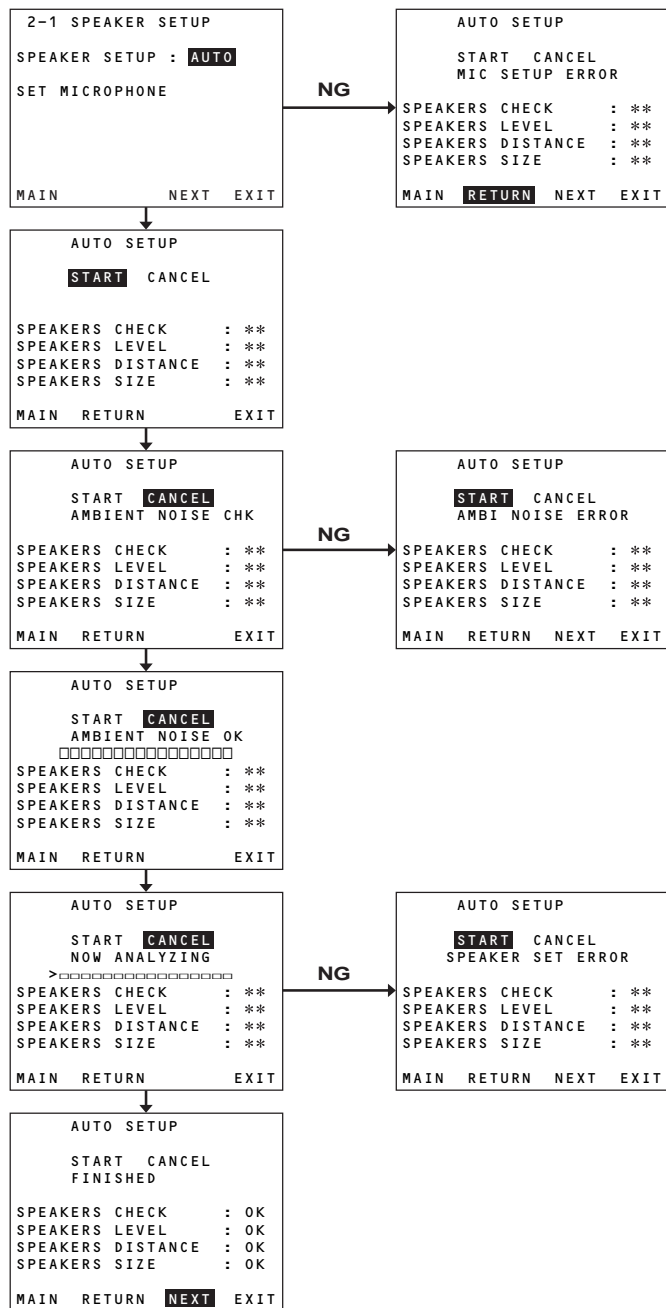 2-1 SPEAKER SETUP
SPEAKER SETUP : AUTO
SET MICROPHONE
MAIN NEXT EXIT
NG
AUTO SETUP
START CANCEL
MIC SETUP ERROR
SPEAKERS CHECK : **
SPEAKERS LEVEL : **
SPEAKERS DISTANCE : **
SPEAKERS SIZE : **
MAIN RETURN NEXT EXIT
AUTO SETUP
START CANCEL
SPEAKERS CHECK : **
SPEAKERS LEVEL : **
SPEAKERS DISTANCE : **
SPEAKERS SIZE : **
MAIN RETURN EXIT
AUTO SETUP
START CANCEL
AMBIENT NOISE CHK
SPEAKERS CHECK : **
SPEAKERS LEVEL : **
SPEAKERS DISTANCE : **
SPEAKERS SIZE : **
MAIN RETURN EXIT
NG
AUTO SETUP
START CANCEL
AMBI NOISE ERROR
SPEAKERS CHECK : **
SPEAKERS LEVEL : **
SPEAKERS DISTANCE : **
SPEAKERS SIZE : **
MAIN RETURN NEXT EXIT
AUTO SETUP
START CANCEL
AMBIENT NOISE OK
□□□□□□□□□□□□□□□□
SPEAKERS CHECK : **
SPEAKERS LEVEL : **
SPEAKERS DISTANCE : **
SPEAKERS SIZE : **
MAIN RETURN EXIT
AUTO SETUP
START CANCEL
NOW ANALYZING
>□□□□□□□□□□□□□□□□
SPEAKERS CHECK : **
SPEAKERS LEVEL : **
SPEAKERS DISTANCE : **
SPEAKERS SIZE : **
MAIN RETURN EXIT
NG
AUTO SETUP
START CANCEL
SPEAKER SET ERROR
SPEAKERS CHECK : **
SPEAKERS LEVEL : **
SPEAKERS DISTANCE : **
SPEAKERS SIZE : **
MAIN RETURN NEXT EXIT
AUTO SETUP
START CANCEL
FINISHED
SPEAKERS CHECK : OK
SPEAKERS LEVEL : OK
SPEAKERS DISTANCE : OK
SPEAKERS SIZE : OK
MAIN RETURN NEXT EXIT